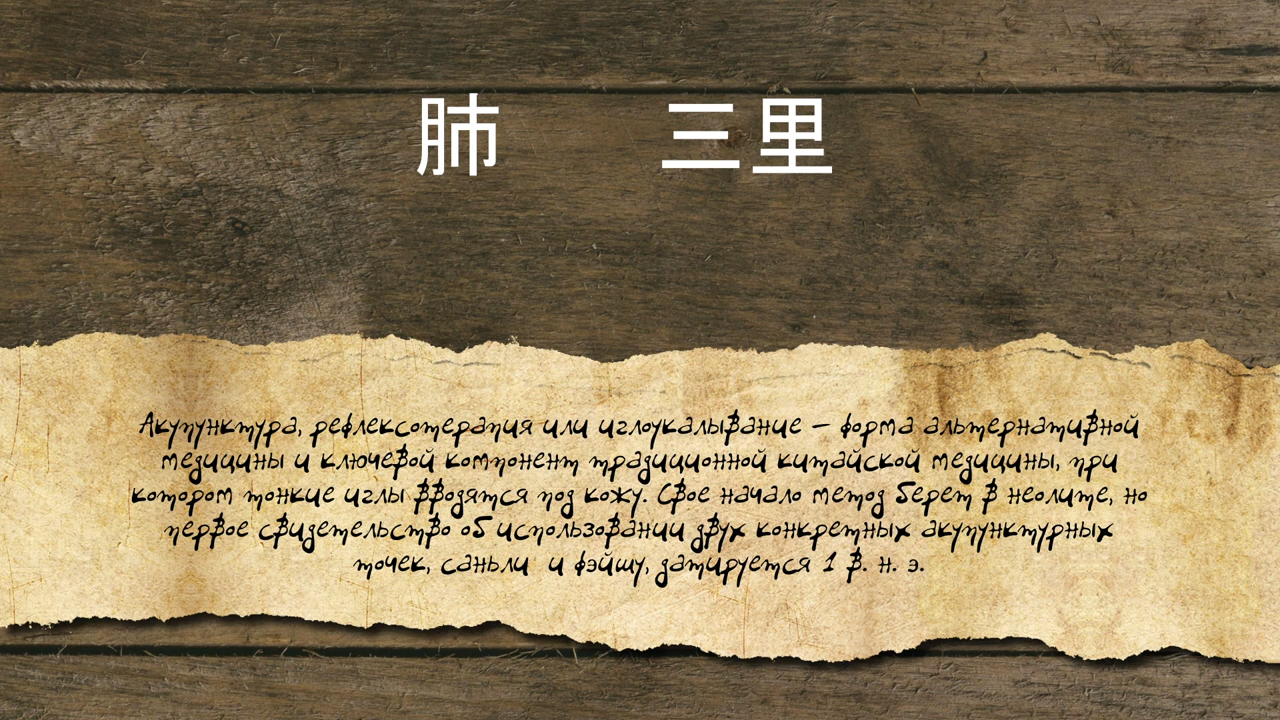 肺 三里
Акупунктура, рефлексотерапия или иглоукалывание – форма альтернативной
медицины и ключевой компонент традиционной китайской медицины, при
котором тонкие иглы вводятся под кожу. Свое начало метод берет в неолите, но
первое свидетельство об использовании двух конкретных акупунктурных
точек, саньли и фэйшу, датируется 1 в. н. э.